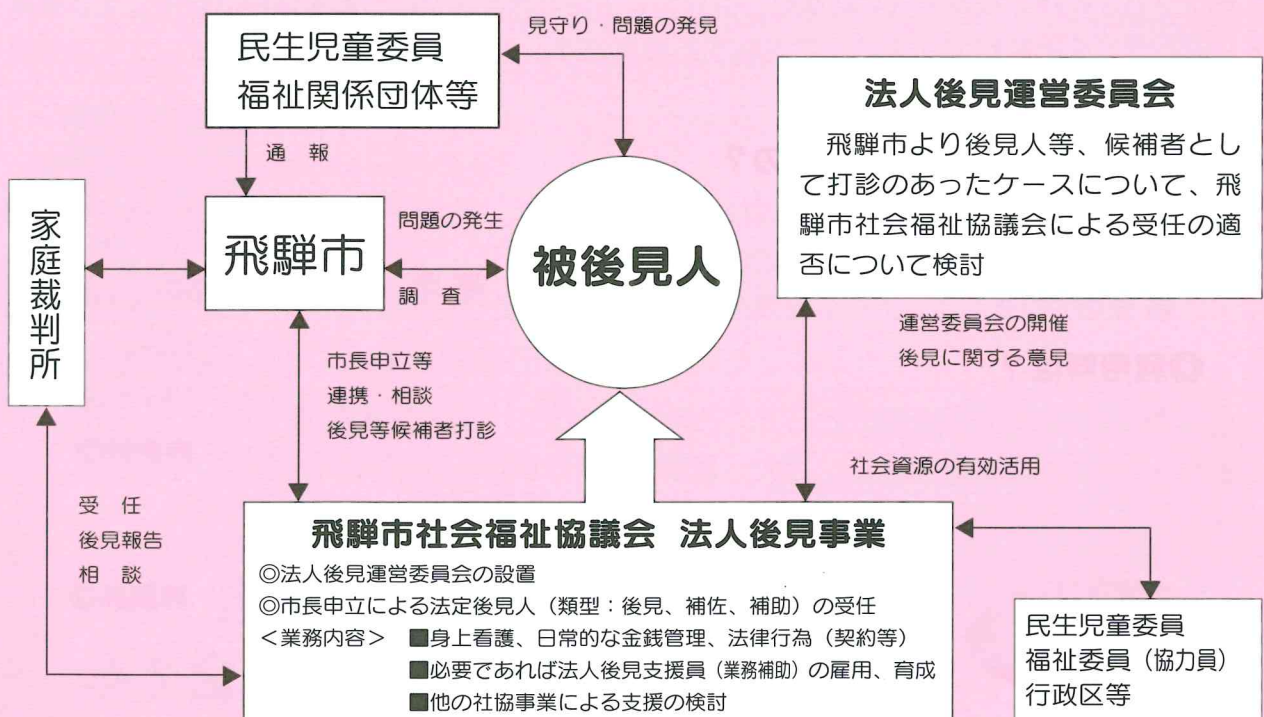 見守り・問題の発見
民生児童委員
福祉関係団体等
通 報
法人後見運営委員会
飛騨市より後見人等、候補者とし
て打診のあったケースについて、飛
騨市社会福祉協議会による受任の適
否について検討
家庭裁判所
飛騨市
問題の発生
調 査
被後見人
市長申立等
連携・相談
後見等候補者打診
運営委員会の開催
後見に関する意見
社会資源の有効活用
受 任
後見報告
相 談
飛騨市社会福祉協議会 法人後見事業
◎法人後見運営委員会の設置
◎市長申立による法定後見人（類型：後見、補佐、補助）の受任
＜業務内容＞ ■身上看護、日常的な金銭管理、法律行為（契約等）
■必要であれば法人後見支援員（業務補助）の雇用、育成
■他の社協事業による支援の検討
民生児童委員
福祉委員（協力員）
行政区等